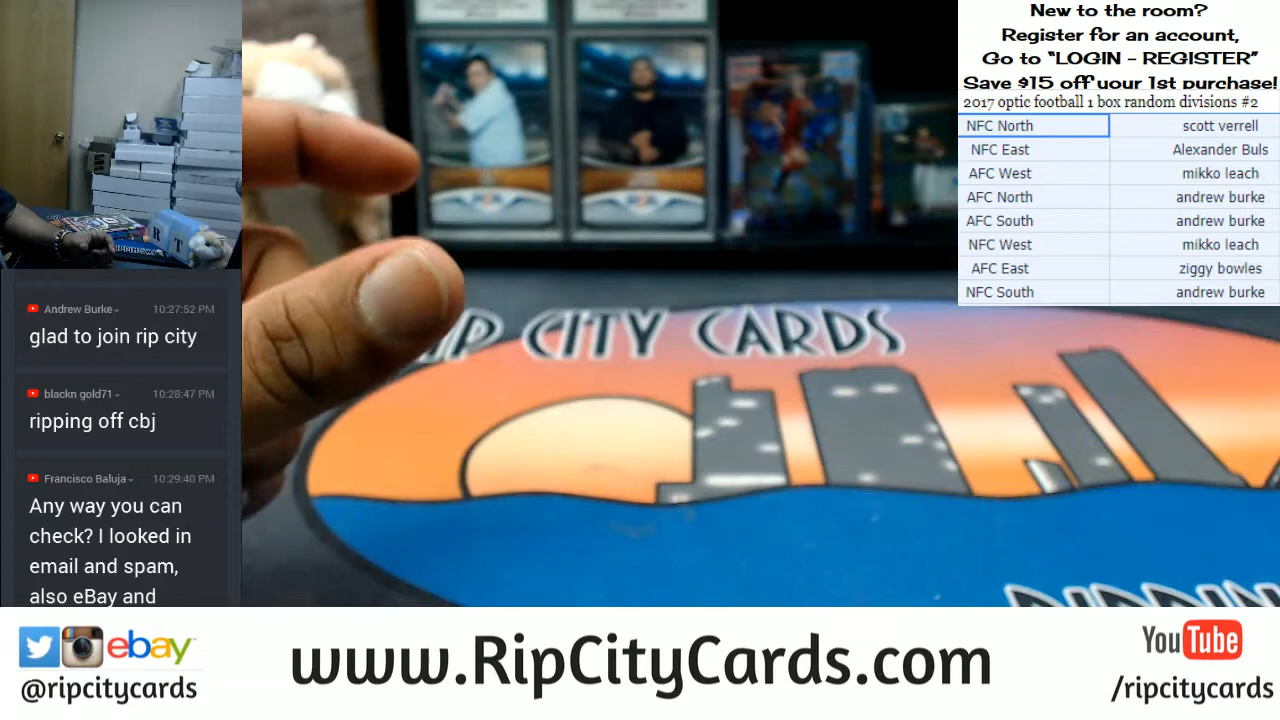 New to the room?
Register for an account,
Go to "LOGIN - REGISTER"
Save $15 off your 1st purchase!
2017 optic football 1 box random divisions #2
NFC North scott verrell
NFC East Alexander Buls
AFC West mikko leach
AFC North andrew burke
AFC South andrew burke
NFC West mikko leach
AFC East ziggy bowles
NFC South andrew burke
RIP CITY CARDS
R T
Andrew Burke 10:27:52 PM
glad to join rip city
blackn gold71 10:28:47 PM
ripping off cbj
Francisco Baluja 10:29:40 PM
Any way you can
check? I looked in
email and spam,
also eBay and
ebay
@ripcitycards
www.RipCityCards.com
YouTube
/ripcitycards